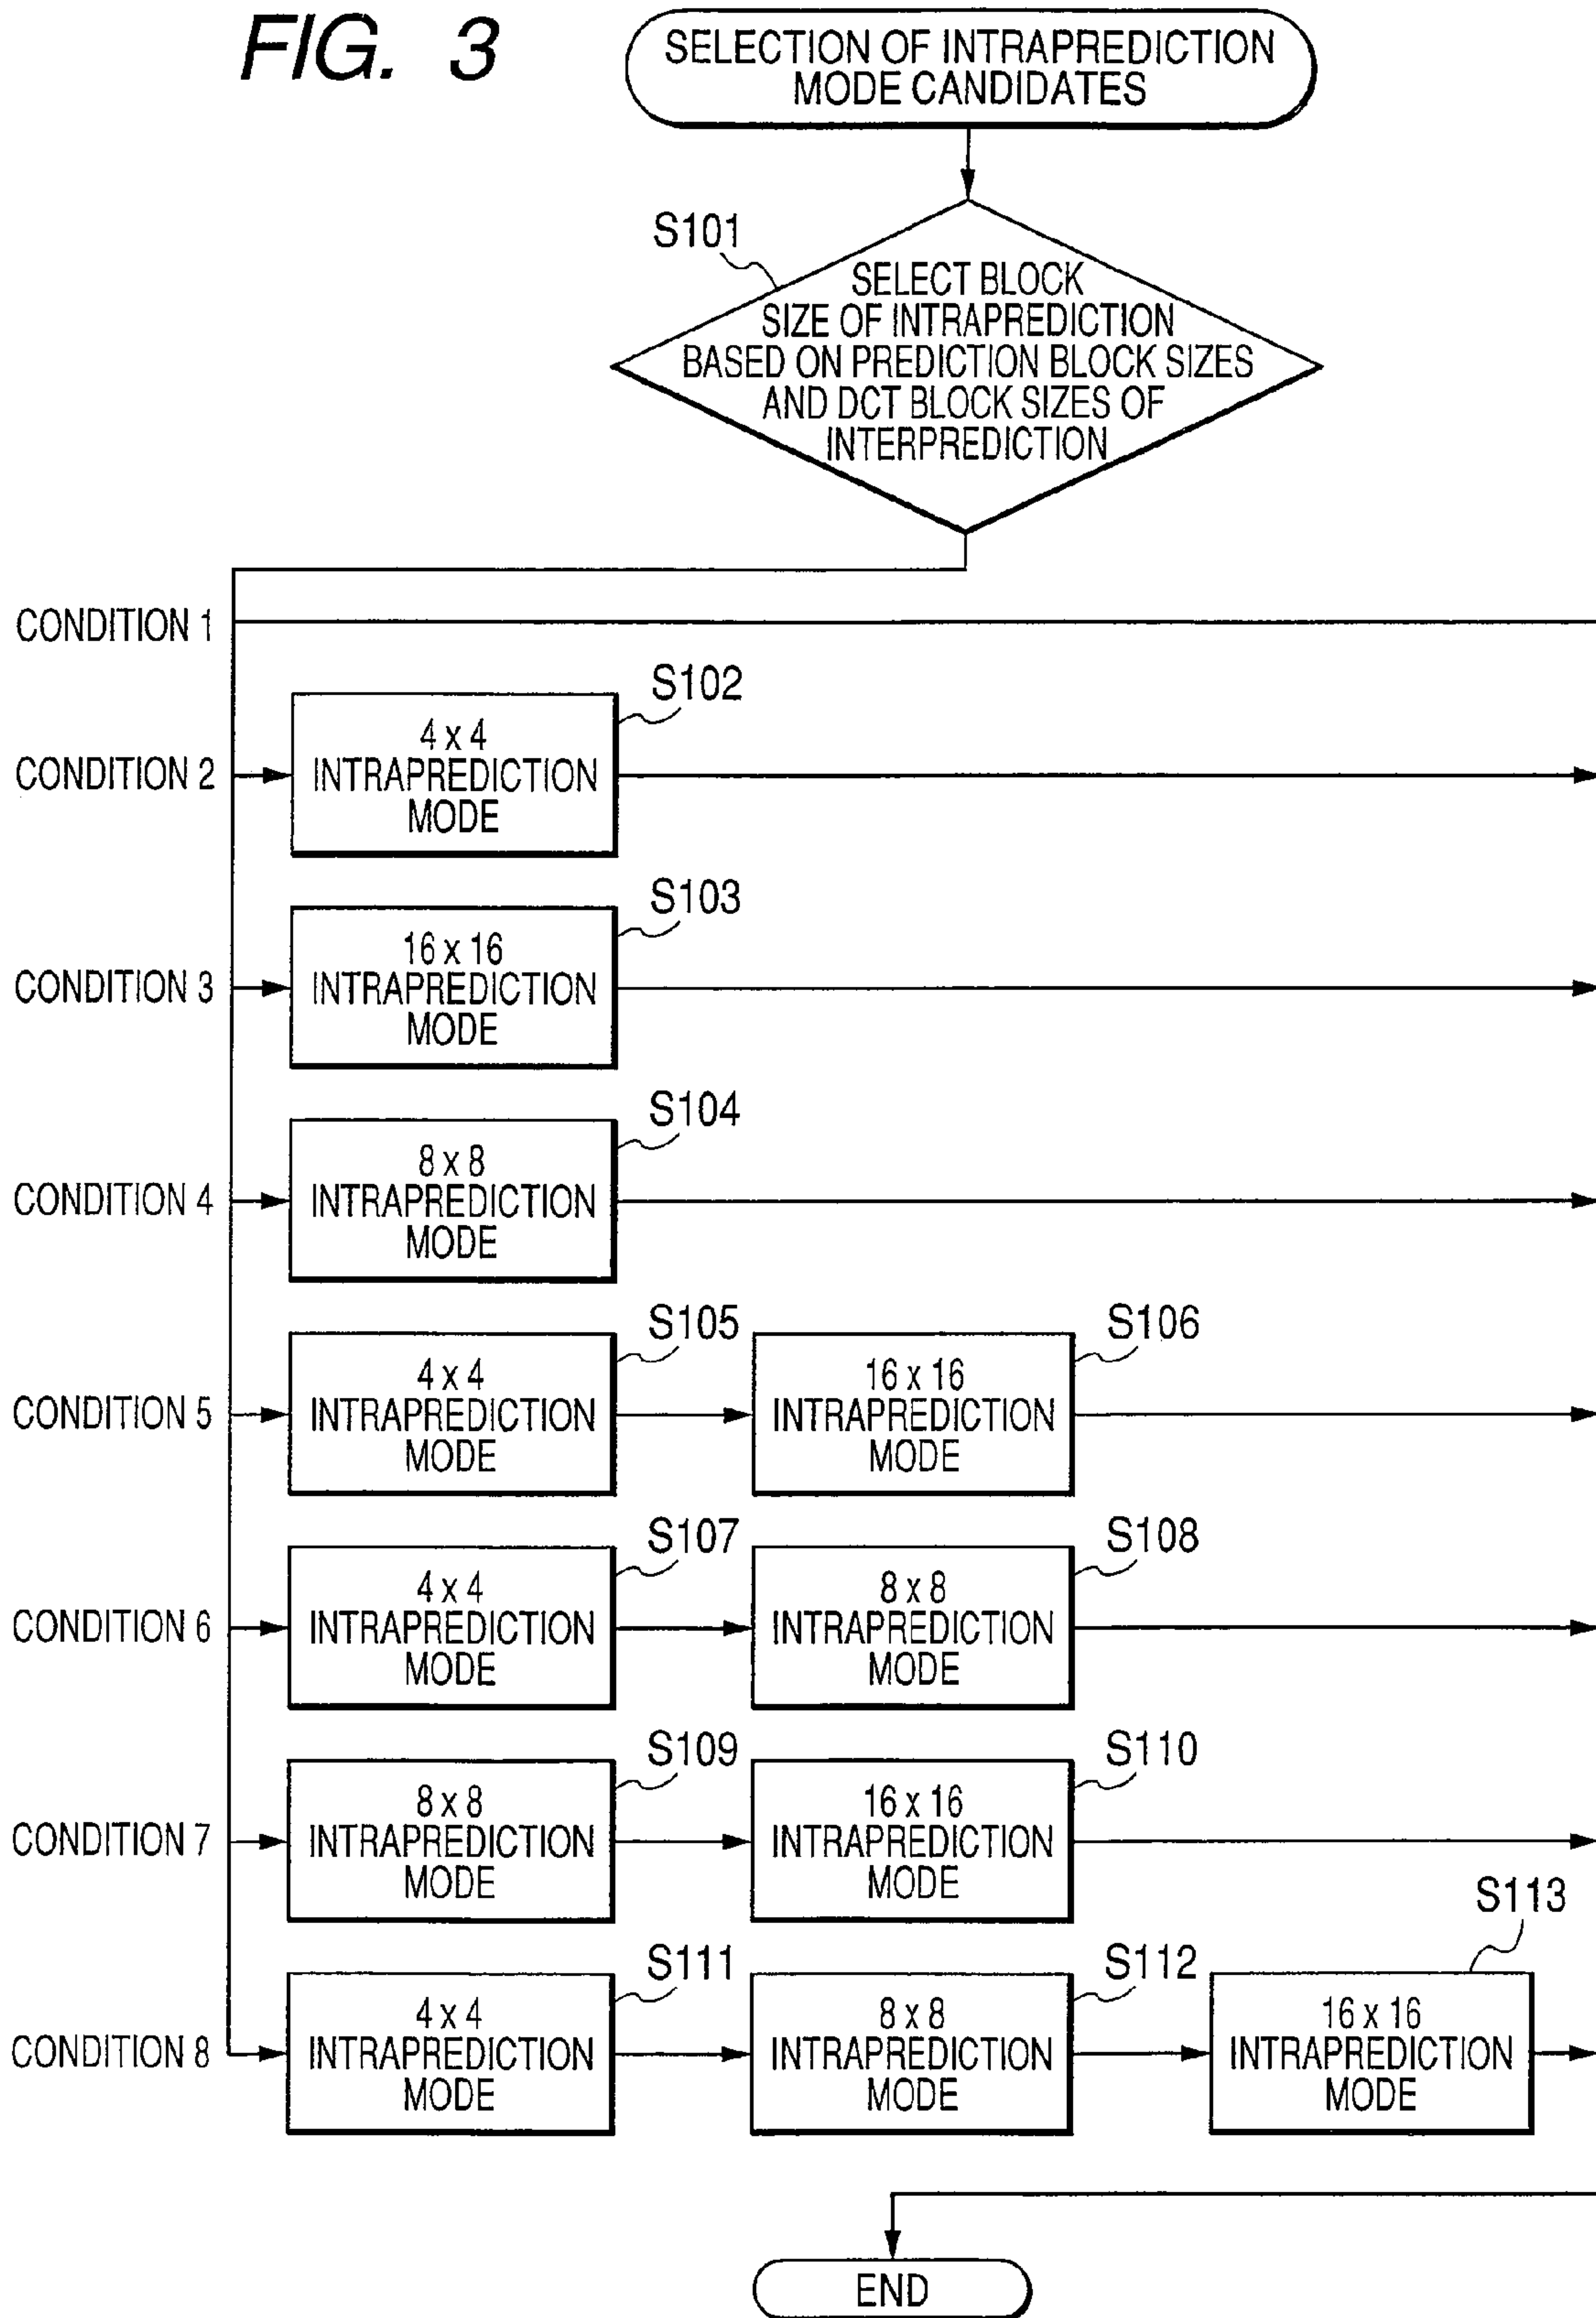 FIG. 3
SELECTION OF INTRAPREDICTION
MODE CANDIDATES
S101
SELECT BLOCK
SIZE OF INTRAPREDICTION
BASED ON PREDICTION BLOCK SIZES
AND DCT BLOCK SIZES OF
INTERPREDICTION
CONDITION 1
CONDITION 2
S102
4 x 4
INTRAPREDICTION
MODE
CONDITION 3
S103
16 x 16
INTRAPREDICTION
MODE
CONDITION 4
S104
8 x 8
INTRAPREDICTION
MODE
CONDITION 5
S105
4 x 4
INTRAPREDICTION
MODE
S106
16 x 16
INTRAPREDICTION
MODE
CONDITION 6
S107
4 x 4
INTRAPREDICTION
MODE
S108
8 x 8
INTRAPREDICTION
MODE
CONDITION 7
S109
8 x 8
INTRAPREDICTION
MODE
S110
16 x 16
INTRAPREDICTION
MODE
CONDITION 8
S111
4 x 4
INTRAPREDICTION
MODE
S112
8 x 8
INTRAPREDICTION
MODE
S113
16 x 16
INTRAPREDICTION
MODE
END